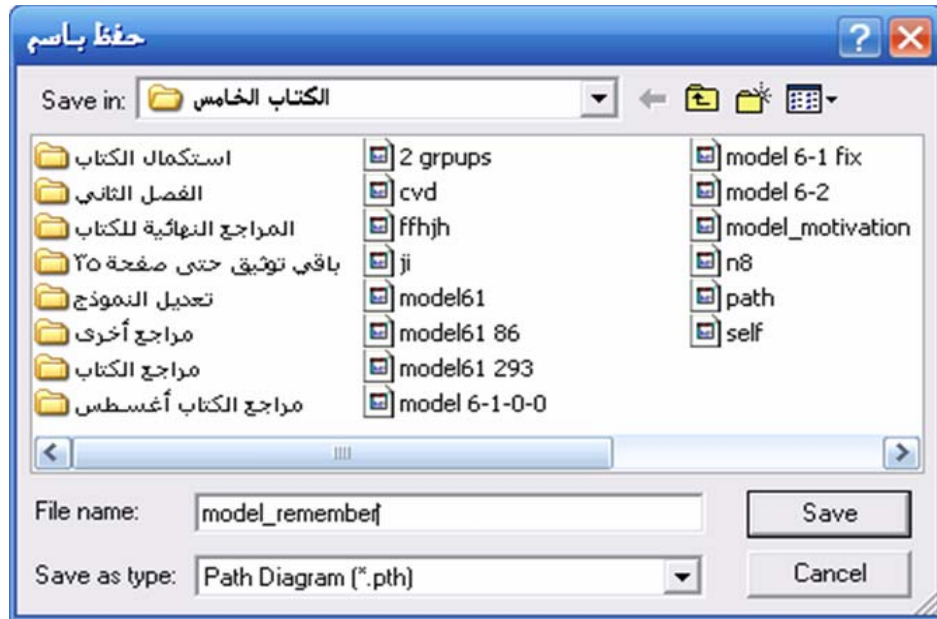 حفظ باسم
Save in: الكتاب الخامس
استكمال الكتاب
الفصل الثاني
المراجع النهائية للكتاب
باقي توثيق حتى صفحة ٢٥
تعديل النموذج
مراجع أخرى
مراجع الكتاب
مراجع الكتاب أغسطس
2 grpups
cvd
ffhjh
ji
model61
model61 86
model61 293
model 6-1-0-0
model 6-1 fix
model 6-2
model_motivation
n8
path
self
File name: model_remember
Save
Save as type: Path Diagram (*.pth)
Cancel